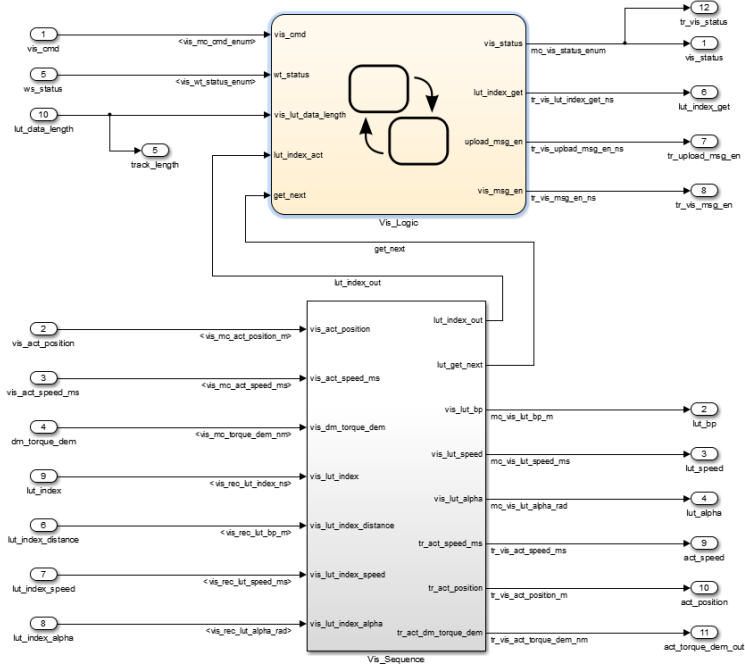 12
tr_vis_status
1
vis_cmd
<vis_mc_cmd_enum>
vis_cmd
vis_status
mc_vis_status_enum
1
vis_status
5
ws_status
<vis_wt_status_enum>
wt_status
lut_index_get
tr_vis_lut_index_get_ns
6
lut_index_get
10
lut_data_length
vis_lut_data_length
5
track_length
upload_msg_en
tr_vis_upbad_msg_en_ns
7
tr_upload_msg_en
lut_index_act
get_next
vis_msg_en
tr_vis_msg_en_ns
8
tr_vis_msg_en
Vis_Logic
get_next
lut_index_out
2
vis_act_position
<vis_mc_act_position_m>
vis_act_position
lut_index_out
lut_get_next
3
vis_act_speed_ms
<vis_mc_act_speed_ms>
vis_act_speed_ms
vis_lut_bp
mc_vis_lut_bp_m
2
lut_bp
4
dm_torque_dem
<vis_mc_torque_dem_nm>
vis_dm_torque_dem
vis_lut_speed
mc_vis_lut_speed_ms
3
lut_speed
9
lut_index
<vis_rec_lut_index_ns>
vis_lut_index
vis_lut_alpha
mc_vis_lut_alpha_rad
4
lut_alpha
6
lut_index_distance
<vis_rec_lut_bp_m>
vis_lut_index_distance
tr_act_speed_ms
tr_vis_act_speed_ms
9
act_speed
7
lut_index_speed
<vis_rec_lut_speed_ms>
vis_lut_index_speed
tr_act_position
tr_vis_act_position_m
10
act_position
8
lut_index_alpha
<vis_rec_lut_alpha_rad>
vis_lut_index_alpha
tr_act_dm_torque_dem
tr_vis_act_torque_dem_nm
11
act_torque_dem_out
Vis_Sequence